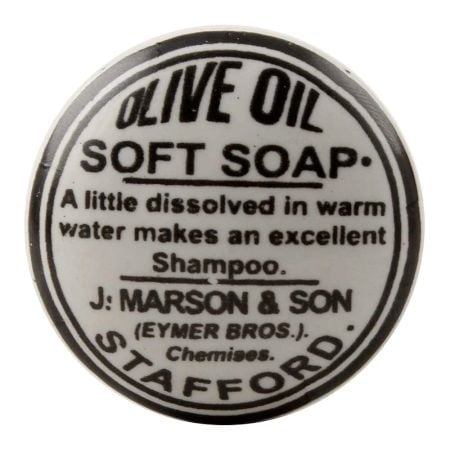 OLIVE OIL
SOFT SOAP.
A little dissolved in warm
water makes an excellent
Shampoo.
J: MARSON & SON
(EYMER BROS.).
Chemises.
STAFFORD.